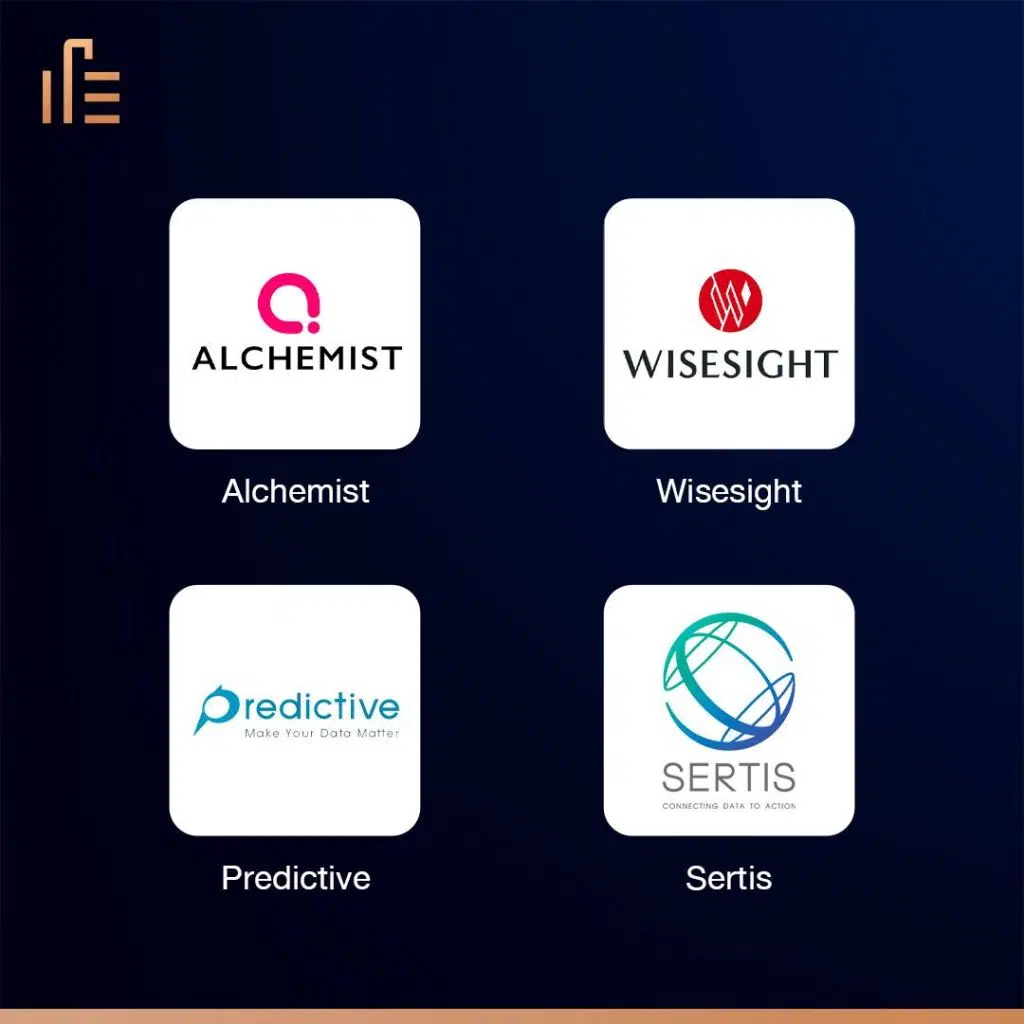 ALCHEMIST
WISESIGHT
Alchemist
Wisesight
Predictive
Make Your Data Matter
SERTIS
CONNECTING DATA TO ACTION
Predictive
Sertis